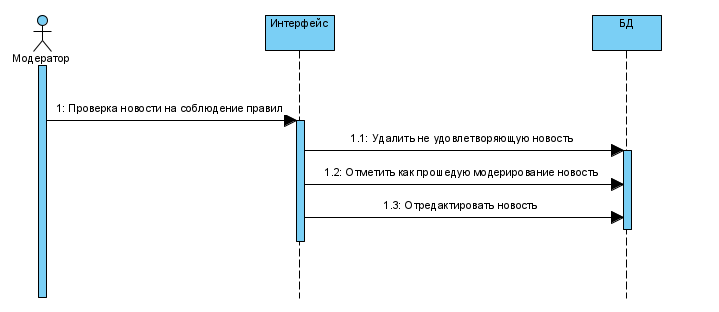 Модератор
Интерфейс
БД
1: Проверка новости на соблюдение правил
1.1: Удалить не удовлетворяющую новость
1.2: Отметить как прошедую модерирование новость
1.3: Отредактировать новость